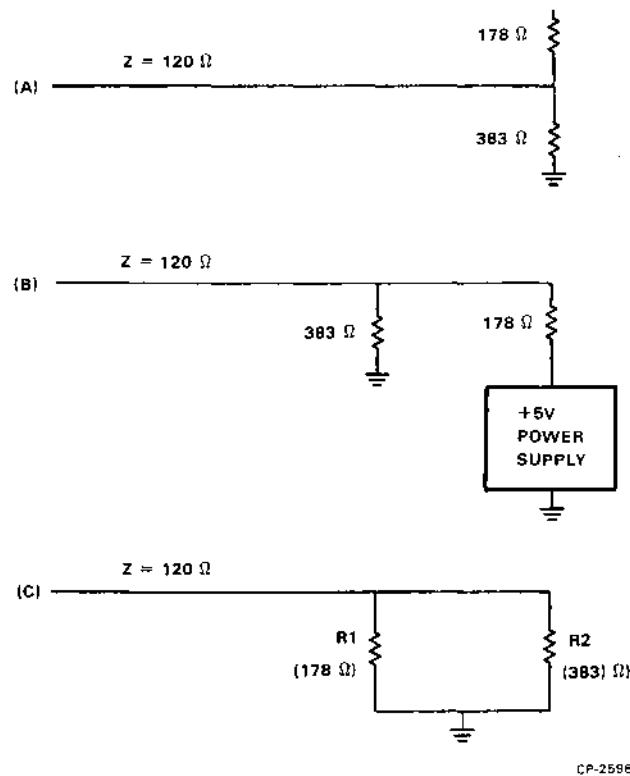 178 Ω
Z = 120 Ω
(A)
383 Ω
Z = 120 Ω
(B)
383 Ω
178 Ω
+5V
POWER
SUPPLY
Z = 120 Ω
(C)
R1
(178 Ω)
R2
(383) Ω)
CP-2596